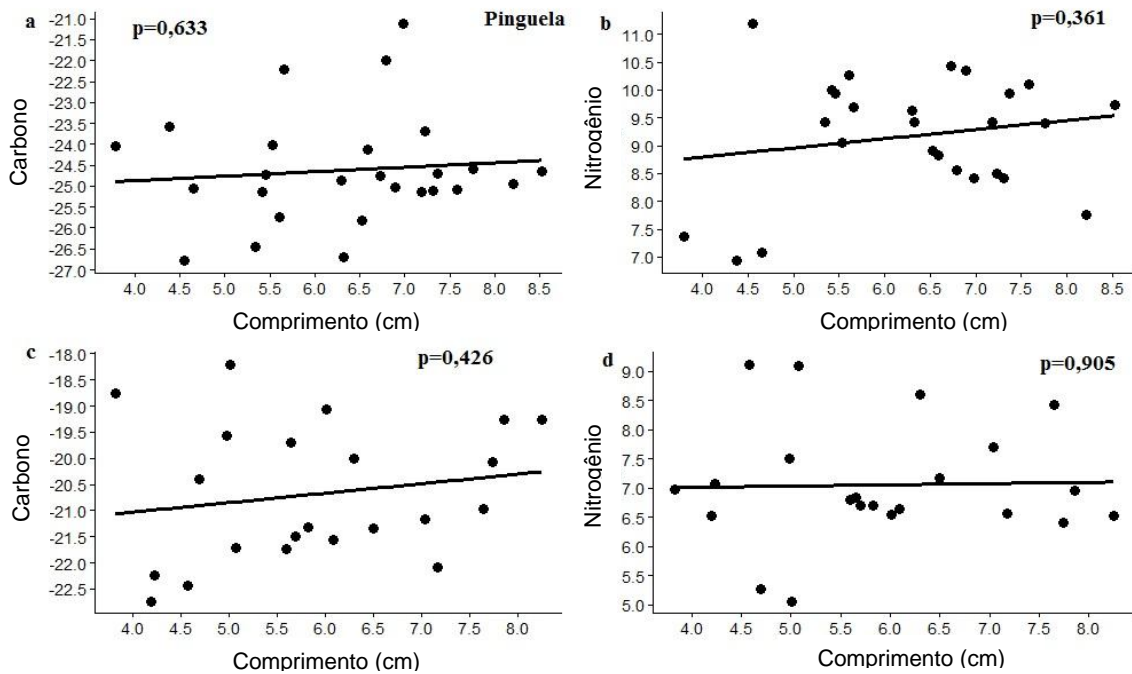 a
p=0,633
Pinguela
-21.0
-21.5
-22.0
-22.5
-23.0
-23.5
-24.0
-24.5
-25.0
-25.5
-26.0
-26.5
-27.0
Carbono
4.0 4.5 5.0 5.5 6.0 6.5 7.0 7.5 8.0 8.5
Comprimento (cm)
b
p=0,361
11.0
10.5
10.0
9.5
9.0
8.5
8.0
7.5
7.0
Nitrogênio
4.0 4.5 5.0 5.5 6.0 6.5 7.0 7.5 8.0 8.5
Comprimento (cm)
c
p=0,426
-18.0
-18.5
-19.0
-19.5
-20.0
-20.5
-21.0
-21.5
-22.0
-22.5
Carbono
4.0 4.5 5.0 5.5 6.0 6.5 7.0 7.5 8.0
Comprimento (cm)
d
p=0,905
9.0
8.5
8.0
7.5
7.0
6.5
6.0
5.5
5.0
Nitrogênio
4.0 4.5 5.0 5.5 6.0 6.5 7.0 7.5 8.0
Comprimento (cm)